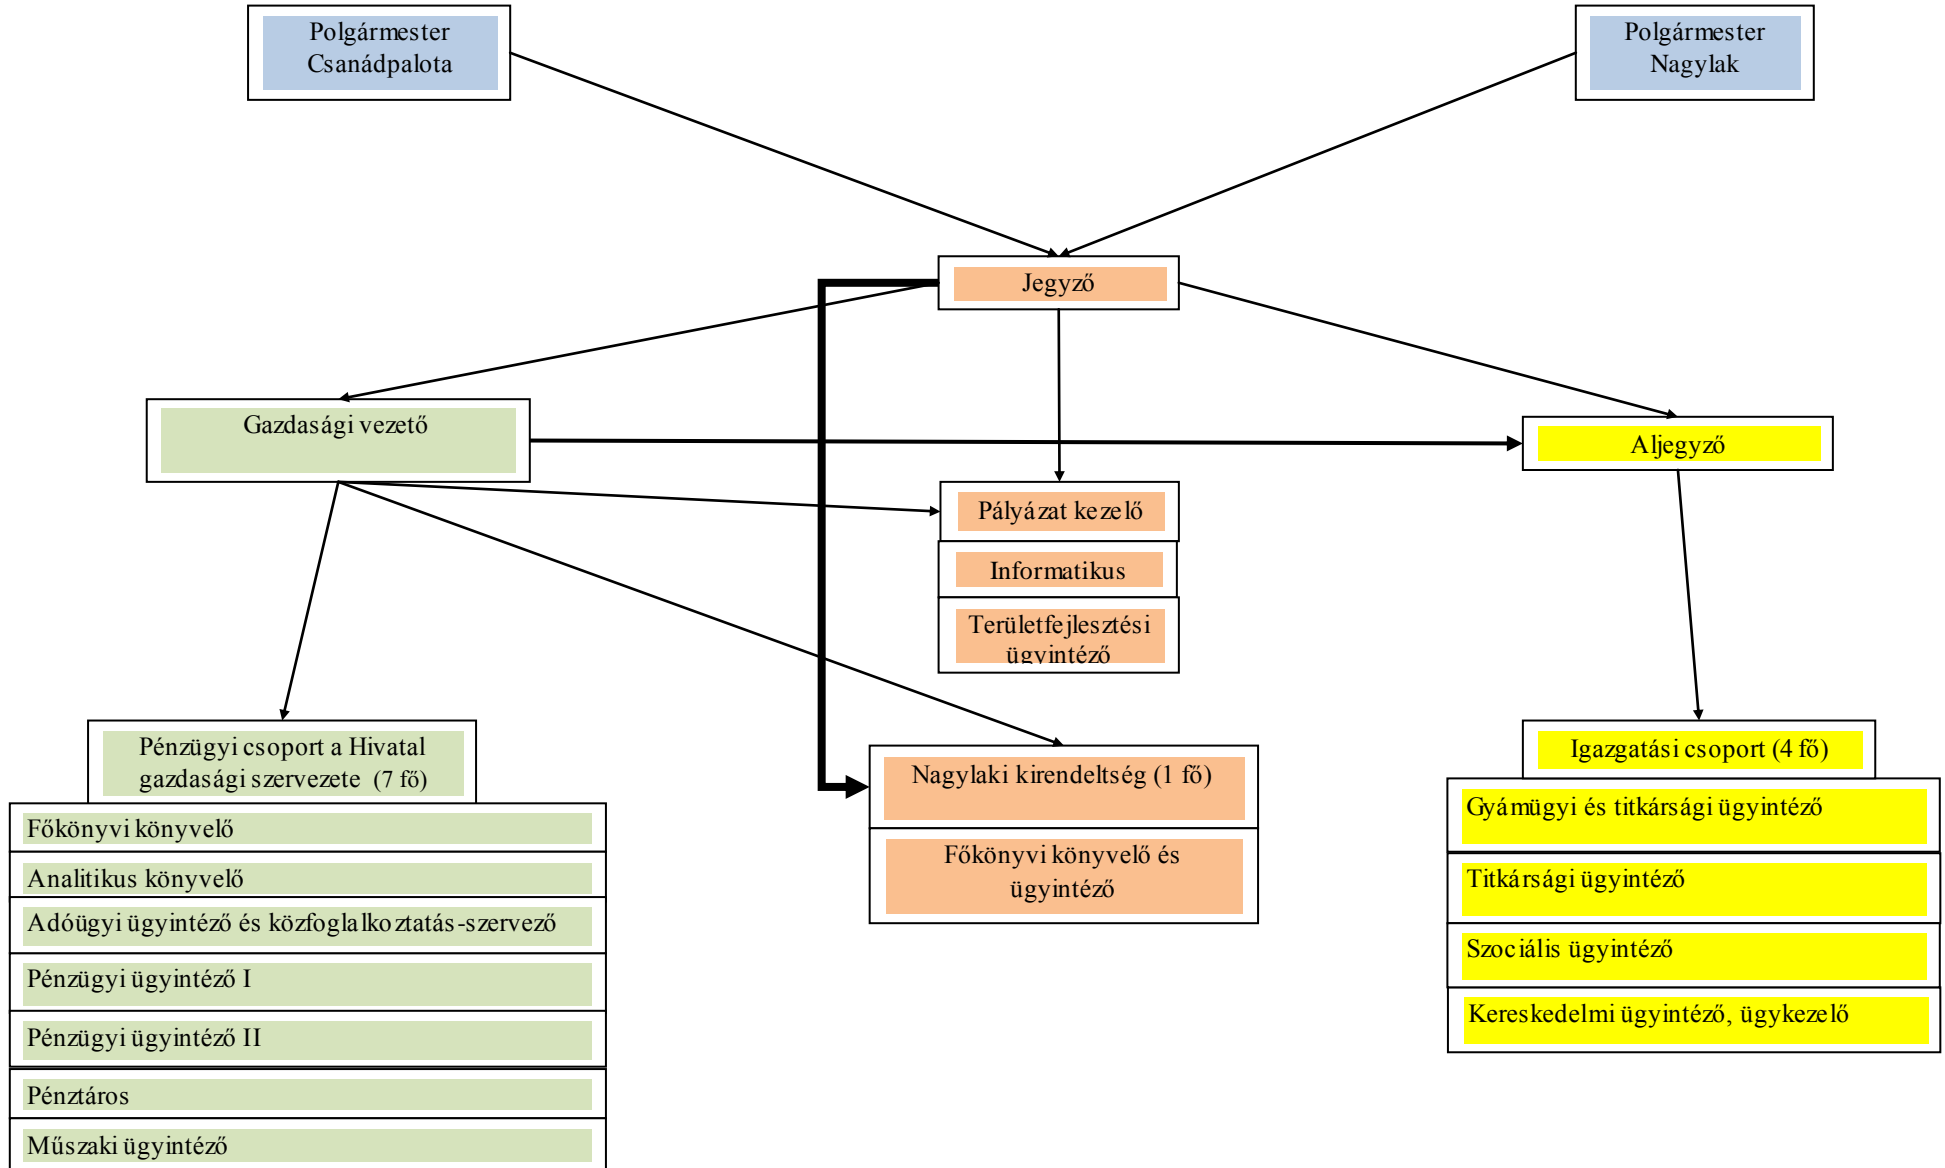 Polgármester
Csanádpalota
Polgármester
Nagylak
Jegyző
Gazdasági vezető
Aljegyző
Pályázat kezelő
Informatikus
Területfejlesztési
ügyintéző
Pénzügyi csoport a Hivatal
gazdasági szervezete (7 fő)
Főkönyvi könyvelő
Analitikus könyvelő
Adóügyi ügyintéző és közfoglalkoztatás-szervező
Pénzügyi ügyintéző I
Pénzügyi ügyintéző II
Pénztáros
Műszaki ügyintéző
Nagylaki kirendeltség (1 fő)
Főkönyvi könyvelő és
ügyintéző
Igazgatási csoport (4 fő)
Gyámügyi és titkársági ügyintéző
Titkársági ügyintéző
Szociális ügyintéző
Kereskedelmi ügyintéző, ügykezelő